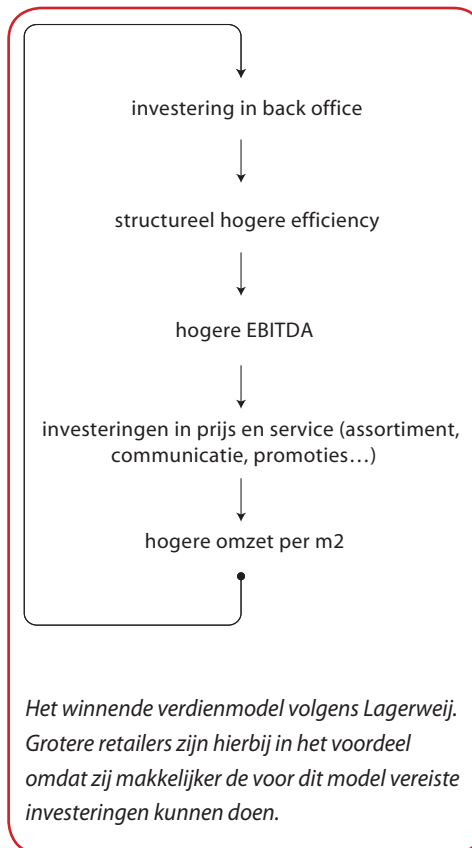 investering in back office
structureel hogere efficiency
hogere EBITDA
investeringen in prijs en service (assortiment,
communicatie, promoties…)
hogere omzet per m2
Het winnende verdienmodel volgens Lagerweij.
Grotere retailers zijn hierbij in het voordeel
omdat zij makkelijker de voor dit model vereiste
investeringen kunnen doen.